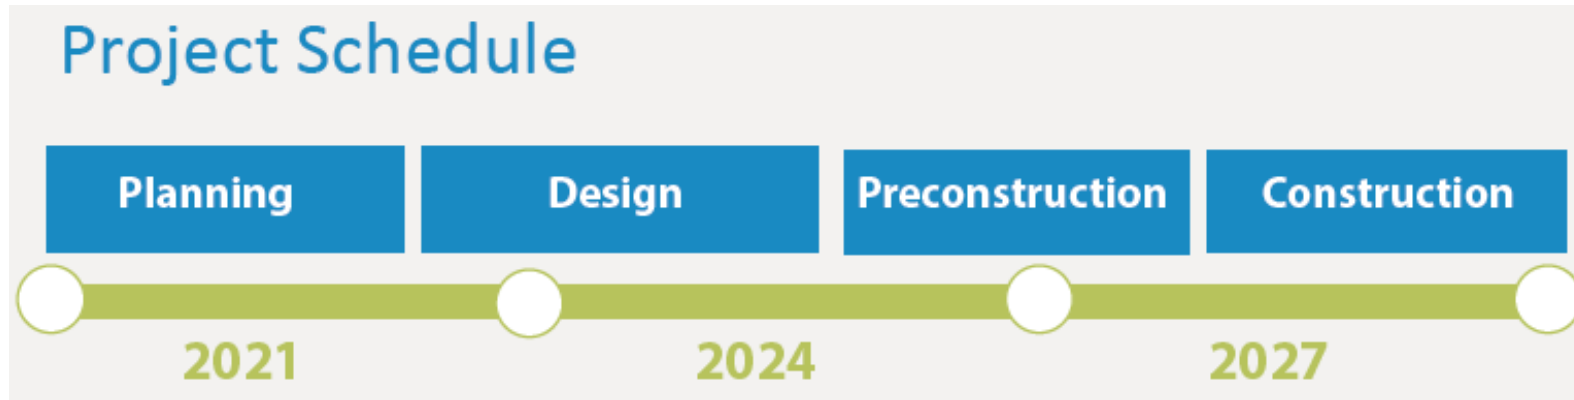 Project Schedule
Planning Design Preconstruction Construction
2021 2024 2027